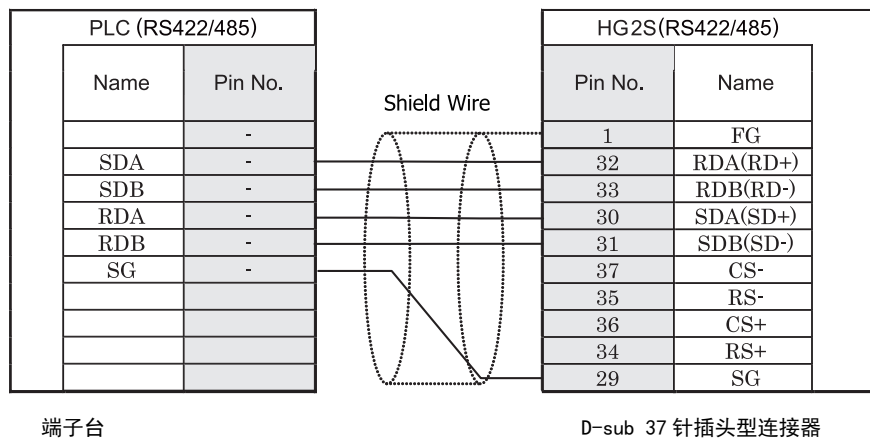 PLC (RS422/485) HG2S(RS422/485)
Name Pin No. Pin No. Name
Shield Wire
- 1 FG
SDA - 32 RDA(RD+)
SDB - 33 RDB(RD-)
RDA - 30 SDA(SD+)
RDB - 31 SDB(SD-)
SG - 37 CS-
35 RS-
36 CS+
34 RS+
29 SG
端子台 D-sub 37 针插头型连接器